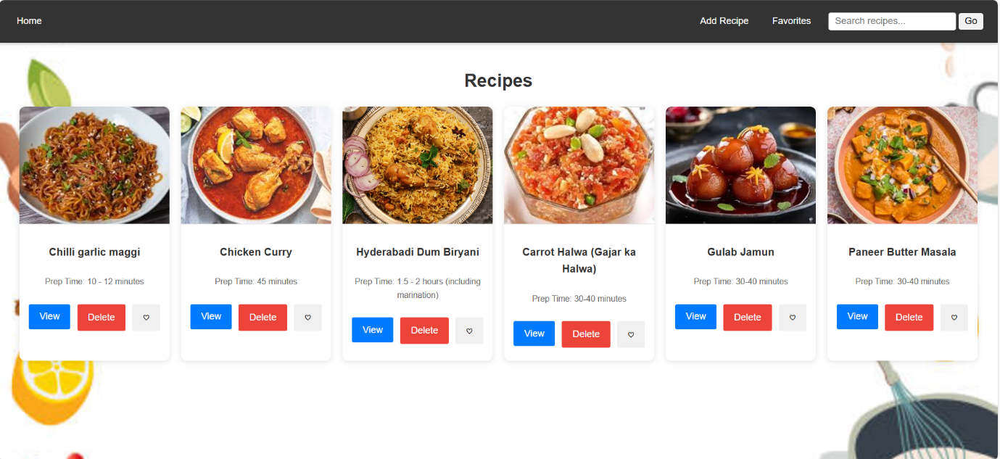 Home
Add Recipe
Favorites
Search recipes...
Go
Recipes
Chilli garlic maggi
Prep Time: 10 - 12 minutes
View
Delete
Chicken Curry
Prep Time: 45 minutes
View
Delete
Hyderabadi Dum Biryani
Prep Time: 1.5 - 2 hours (including
marination)
View
Delete
Carrot Halwa (Gajar ka
Halwa)
Prep Time: 30-40 minutes
View
Delete
Gulab Jamun
Prep Time: 30-40 minutes
View
Delete
Paneer Butter Masala
Prep Time: 30-40 minutes
View
Delete